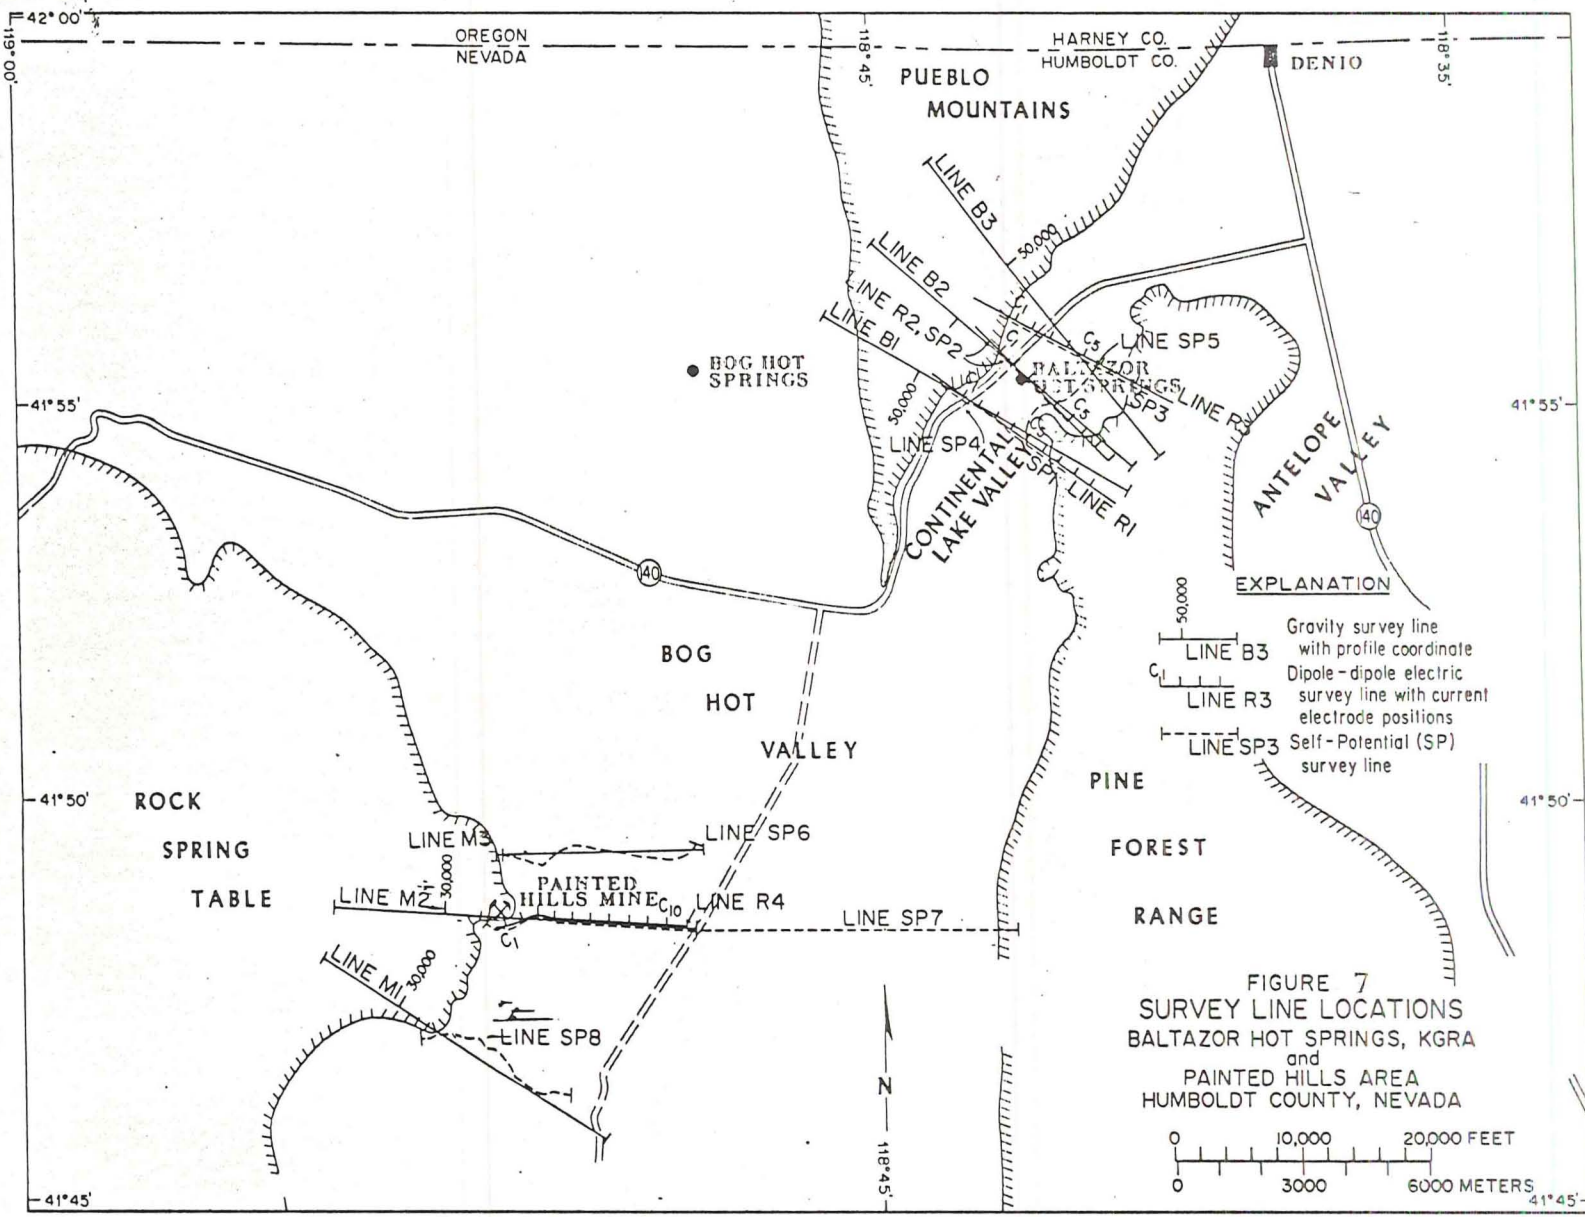 42°00'
119°00'
OREGON
NEVADA
118°45'
HARNEY CO.
HUMBOLDT CO.
118°35'
DENIO
PUEBLO
MOUNTAINS
LINE B3
50,000
LINE B2
LINE R2, SP2
LINE B1
50,000
C1
C5
LINE SP5
BALTAZOR
HOT SPRINGS
SP3
LINE R3
C5
C5
LINE SP4
SP1
LINE R1
CONTINENTAL
LAKE VALLEY
BOG HOT
SPRINGS
41°55'
41°55'
ANTELOPE
VALLEY
140
140
BOG
HOT
VALLEY
EXPLANATION
50,000
LINE B3
Gravity survey line
with profile coordinate
C1
LINE R3
Dipole-dipole electric
survey line with current
electrode positions
LINE SP3
Self-Potential (SP)
survey line
41°50'
41°50'
ROCK
SPRING
TABLE
PINE
FOREST
RANGE
LINE M3
LINE SP6
LINE M2
30,000
PAINTED
HILLS MINE
C10
LINE R4
C1
LINE SP7
LINE M1
30,000
LINE SP8
N
118°45'
FIGURE 7
SURVEY LINE LOCATIONS
BALTAZOR HOT SPRINGS, KGRA
and
PAINTED HILLS AREA
HUMBOLDT COUNTY, NEVADA
0 10,000 20,000 FEET
0 3000 6000 METERS
41°45'
41°45'